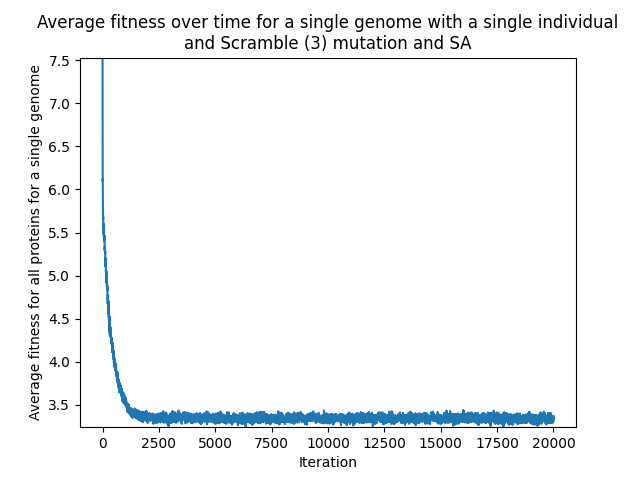 Average fitness over time for a single genome with a single individual
and Scramble (3) mutation and SA
Average fitness for all proteins for a single genome
7.5
7.0
6.5
6.0
5.5
5.0
4.5
4.0
3.5
0 2500 5000 7500 10000 12500 15000 17500 20000
Iteration